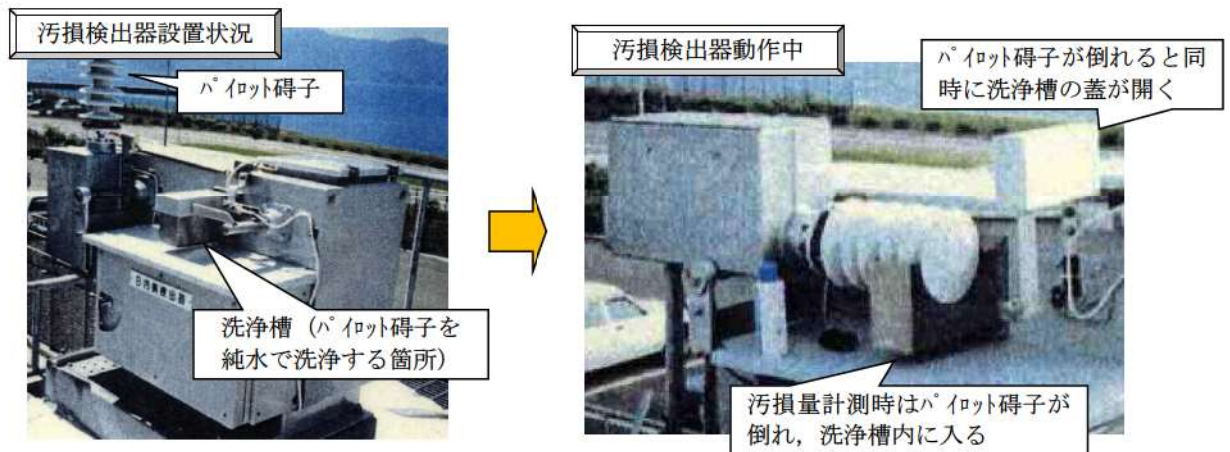 汚損検出器設置状況
ﾊﾟｲﾛｯﾄ碍子
洗浄槽（ﾊﾟｲﾛｯﾄ碍子を
純水で洗浄する箇所）
汚損検出器動作中
ﾊﾟｲﾛｯﾄ碍子が倒れると同
時に洗浄槽の蓋が開く
汚損量計測時はﾊﾟｲﾛｯﾄ碍子が
倒れ，洗浄槽内に入る